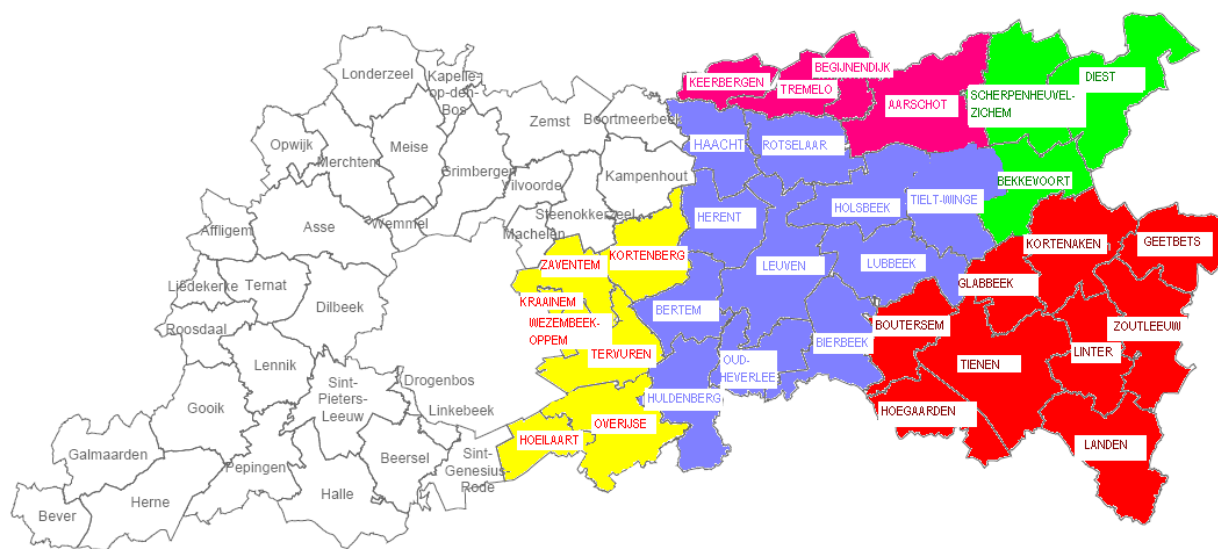 Londerzeel
Kapelle-
op-den-
Bos
Zemst
Boortmeerbeek
KEERBERGEN
BEGIJNENDIJK
TREMELO
AARSCHOT
SCHERPENHEUVEL-
ZICHEM
DIEST
Opwijk
Merchtem
Meise
Grimbergen
Vilvoorde
Kampenhout
HAACHT
ROTSELAAR
BEKKEVOORT
Affligem
Asse
Wemmel
Steenokkerzeel
Machelen
HERENT
HOLSBEEK
TIELT-WINGE
KORTENAKEN
GEETBETS
Liedekerke
Ternat
Dilbeek
ZAVENTEM
KORTENBERG
LEUVEN
LUBBEEK
GLABBEEK
Roosdaal
KRAAINEM
WEZEMBEEK-
OPPEM
BERTEM
BOUTERSEM
BIERBEEK
ZOUTLEEUW
Lennik
TERVUREN
OUD-
HEVERLEE
TIENEN
LINTER
Gooik
Sint-
Pieters-
Leeuw
Drogenbos
Linkebeek
HULDENBERG
HOEGAARDEN
OVERIJSE
HOEILAART
LANDEN
Galmaarden
Pepingen
Beersel
Sint-
Genesius-
Rode
Bever
Herne
Halle